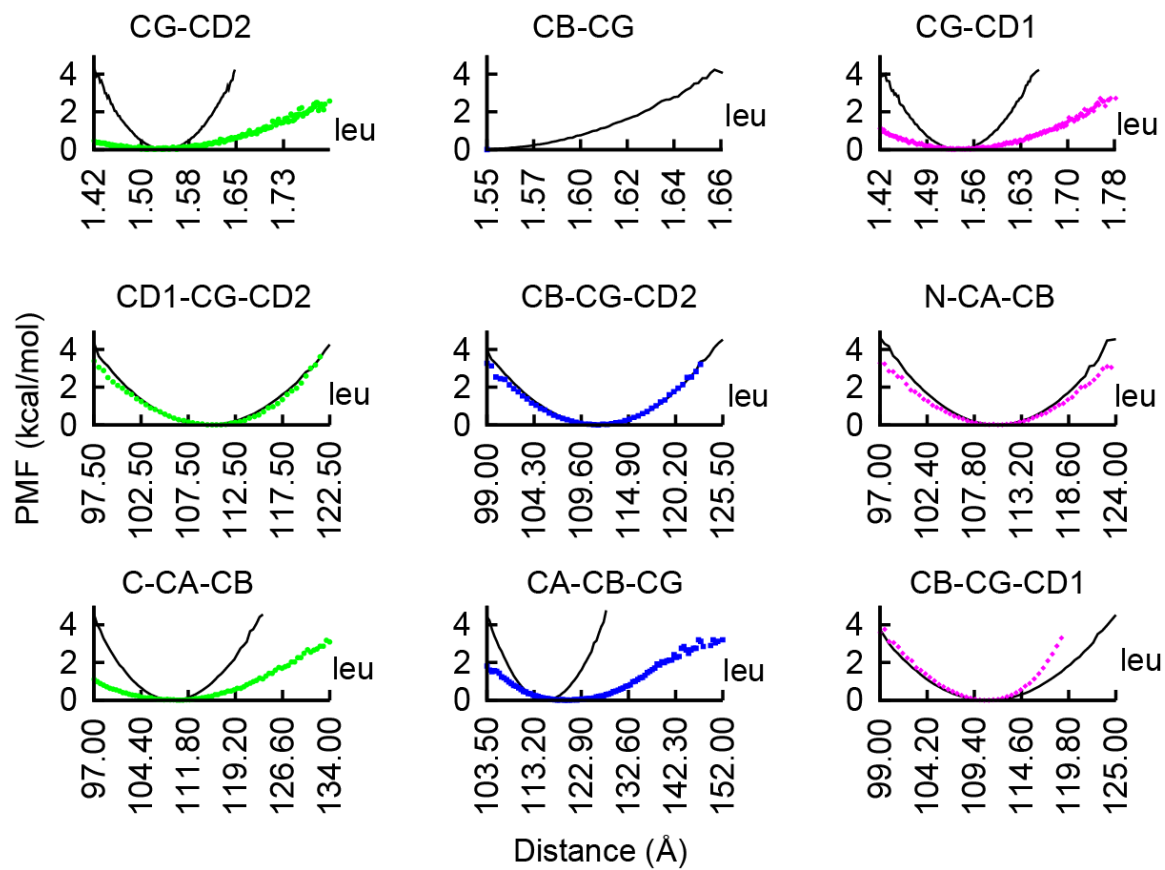 CG-CD2 CB-CG CG-CD1
4 4 4
2 2 2
0 0 0
leu leu leu
1.42 1.50 1.58 1.65 1.73 1.55 1.57 1.60 1.62 1.64 1.66 1.42 1.49 1.56 1.63 1.70 1.78
CD1-CG-CD2 CB-CG-CD2 N-CA-CB
4 4 4
2 2 2
0 0 0
leu leu leu
97.50 102.50 107.50 112.50 117.50 122.50 99.00 104.30 109.60 114.90 120.20 125.50 97.00 102.40 107.80 113.20 118.60 124.00
PMF (kcal/mol)
C-CA-CB CA-CB-CG CB-CG-CD1
4 4 4
2 2 2
0 0 0
leu leu leu
97.00 104.40 111.80 119.20 126.60 134.00 103.50 113.20 122.90 132.60 142.30 152.00 99.00 104.20 109.40 114.60 119.80 125.00
Distance (Å)